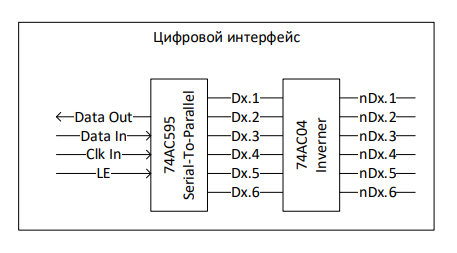 Цифровой интерфейс
Data Out
Data In
Clk In
LE
74AC595
Serial-To-Parallel
Dx.1
Dx.2
Dx.3
Dx.4
Dx.5
Dx.6
74AC04
Inverner
nDx.1
nDx.2
nDx.3
nDx.4
nDx.5
nDx.6